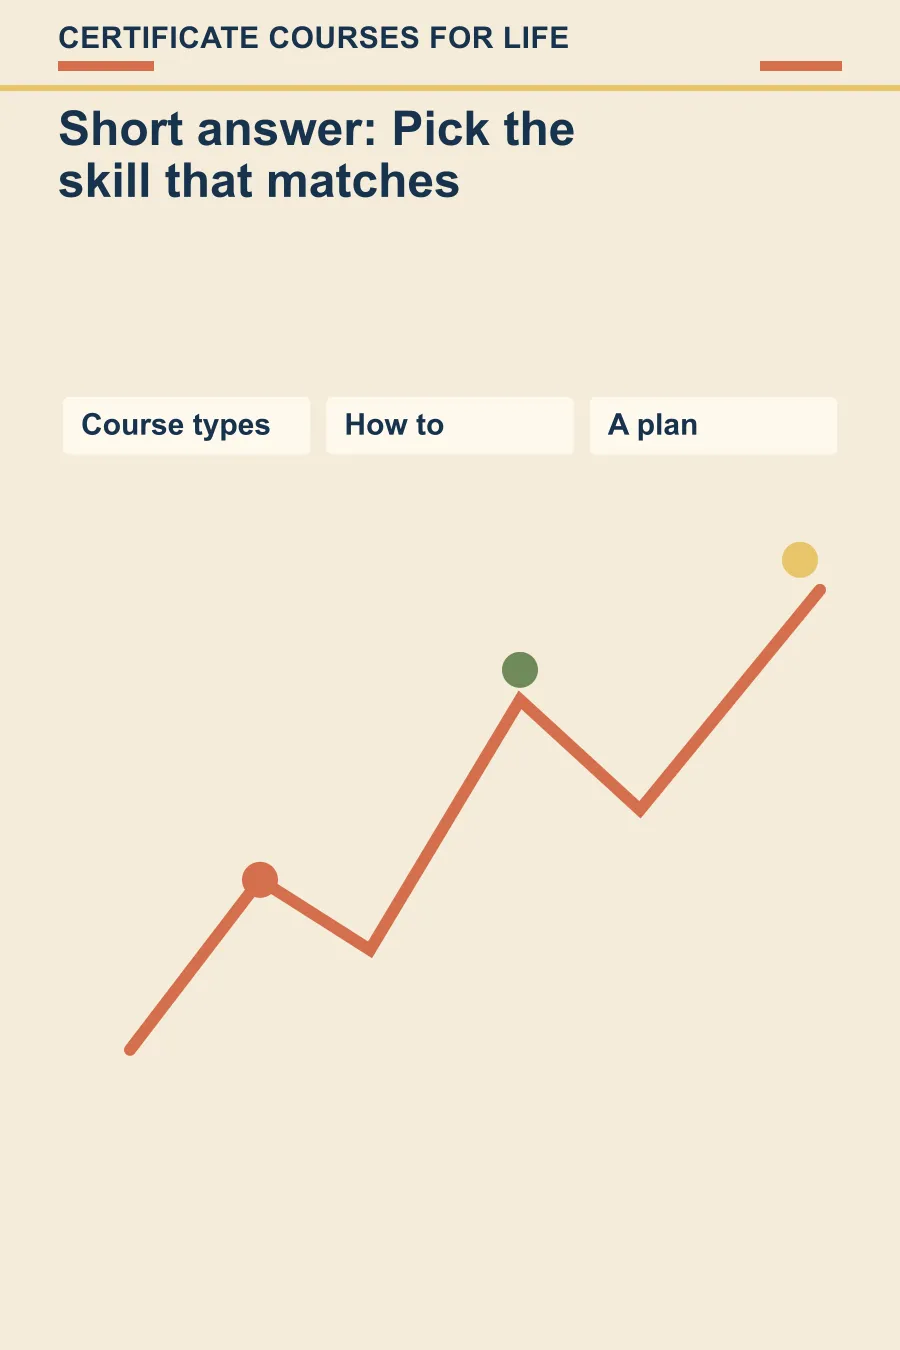 CERTIFICATE COURSES FOR LIFE
Short answer: Pick the
skill that matches
Course types
How to
A plan